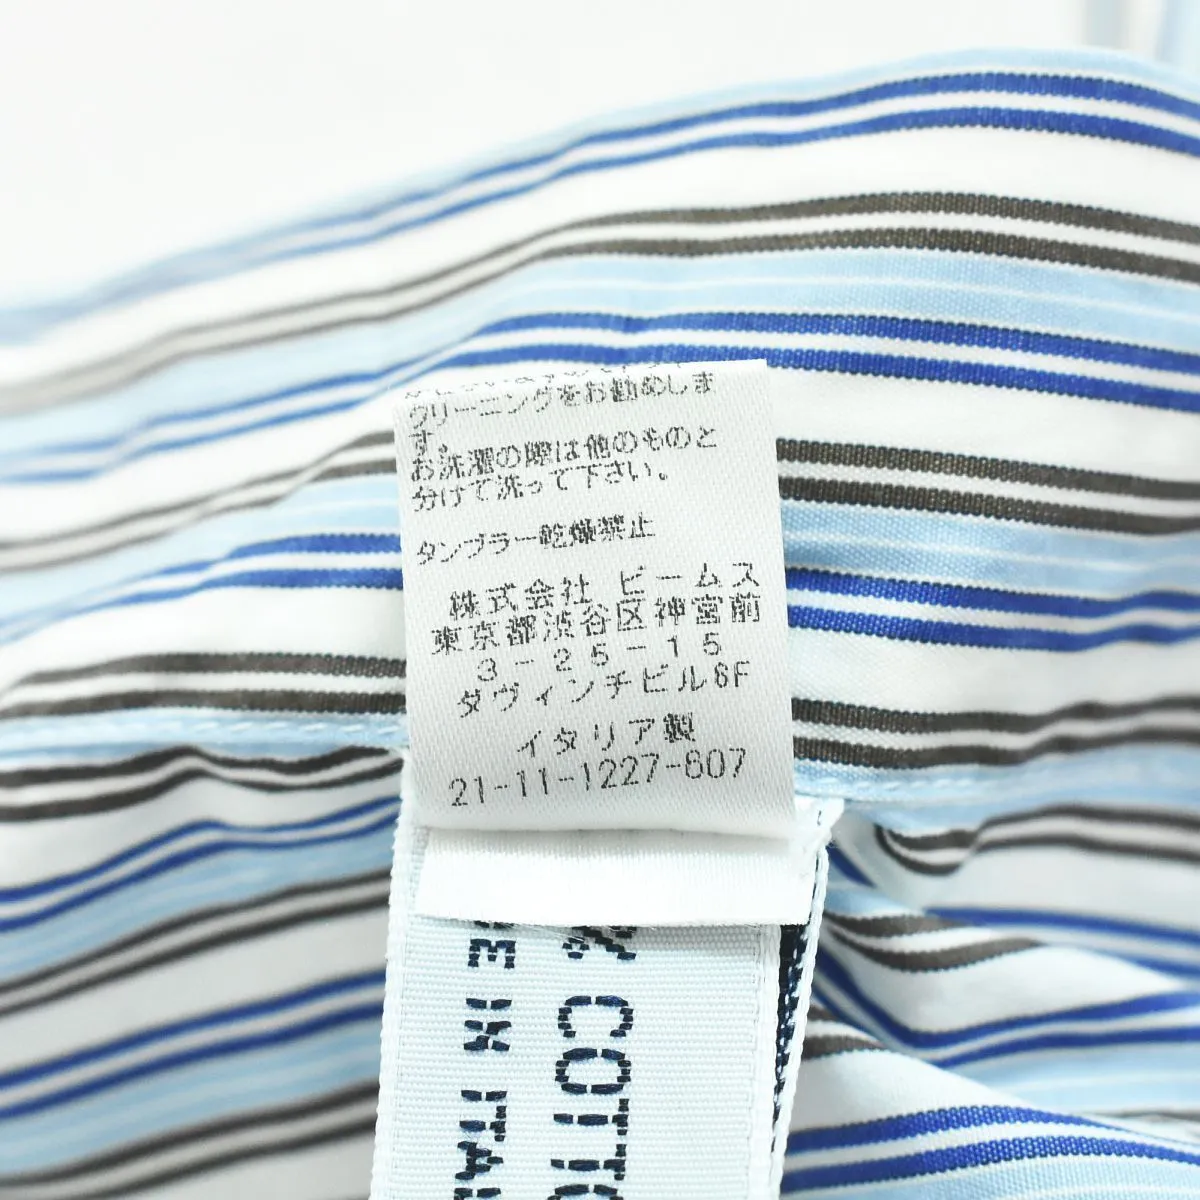 クリーニングをお勧めしま
す。
お洗濯の際は他のものと
分けて洗って下さい。
タンブラー乾燥禁止
株式会社 ビームス
東京都渋谷区神宮前
3-25-15
ダヴィンチビル8F
イタリア製
21-11-1227-607
% COTTO
E IN ITA